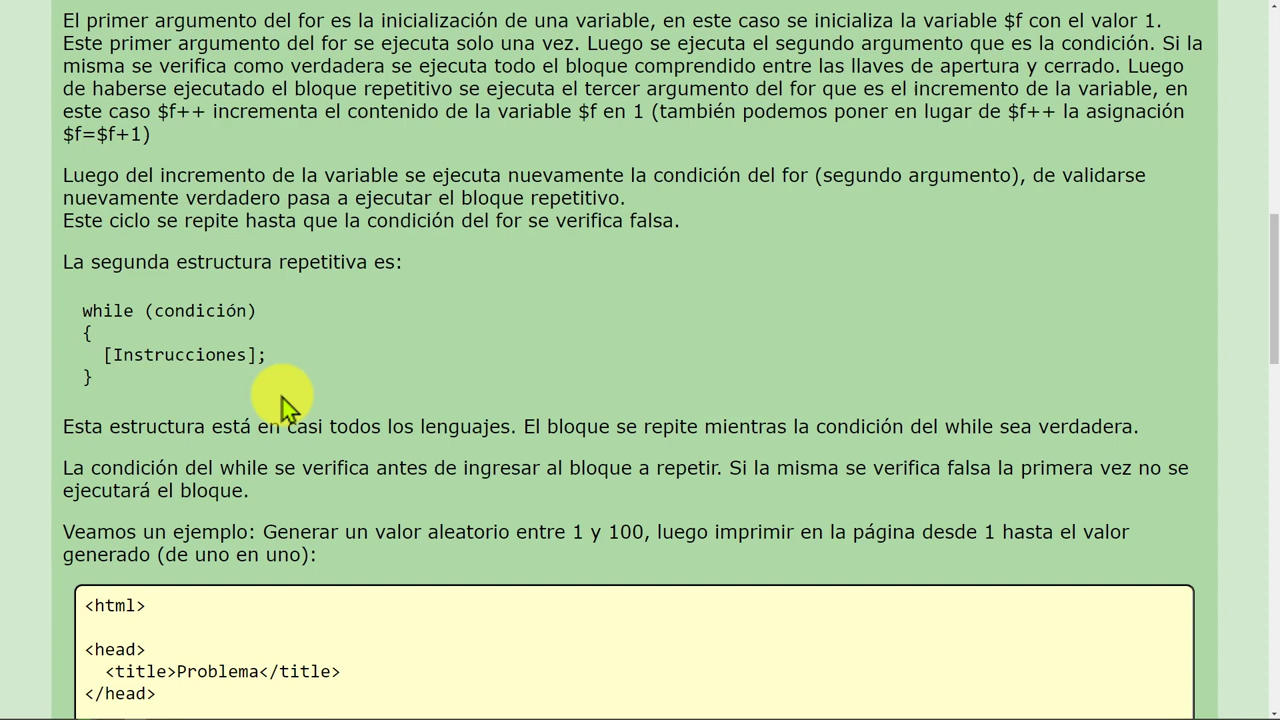 El primer argumento del for es la inicialización de una variable, en este caso se inicializa la variable $f con el valor 1.
Este primer argumento del for se ejecuta solo una vez. Luego se ejecuta el segundo argumento que es la condición. Si la
misma se verifica como verdadera se ejecuta todo el bloque comprendido entre las llaves de apertura y cerrado. Luego
de haberse ejecutado el bloque repetitivo se ejecuta el tercer argumento del for que es el incremento de la variable, en
este caso $f++ incrementa el contenido de la variable $f en 1 (también podemos poner en lugar de $f++ la asignación
$f=$f+1)
Luego del incremento de la variable se ejecuta nuevamente la condición del for (segundo argumento), de validarse
nuevamente verdadero pasa a ejecutar el bloque repetitivo.
Este ciclo se repite hasta que la condición del for se verifica falsa.
La segunda estructura repetitiva es:
while (condición)
{
[Instrucciones];
}
Esta estructura está en casi todos los lenguajes. El bloque se repite mientras la condición del while sea verdadera.
La condición del while se verifica antes de ingresar al bloque a repetir. Si la misma se verifica falsa la primera vez no se
ejecutará el bloque.
Veamos un ejemplo: Generar un valor aleatorio entre 1 y 100, luego imprimir en la página desde 1 hasta el valor
generado (de uno en uno):
<html>
<head>
<title>Problema</title>
</head>